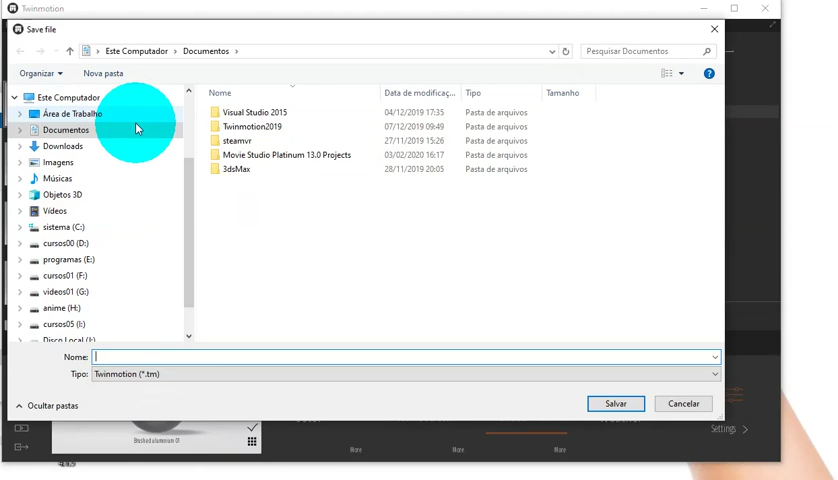 Twinmotion
Save file
Este Computador > Documentos >
Pesquisar Documentos
Organizar
Nova pasta
Este Computador
Área de Trabalho
Documentos
Downloads
Imagens
Músicas
Objetos 3D
Vídeos
sistema (C:)
cursos00 (D:)
programas (E:)
cursos01 (F:)
videos01 (G:)
anime (H:)
cursos05 (I:)
Disco Local (J:)
Nome Data de modificaç... Tipo Tamanho
Visual Studio 2015 04/12/2019 17:35 Pasta de arquivos
Twinmotion2019 07/12/2019 09:49 Pasta de arquivos
steamvr 27/11/2019 15:26 Pasta de arquivos
Movie Studio Platinum 13.0 Projects 03/02/2020 16:17 Pasta de arquivos
3dsMax 28/11/2019 20:05 Pasta de arquivos
Nome:
Tipo: Twinmotion (*.tm)
Ocultar pastas
Salvar
Cancelar
Brushed aluminium 01
More
More
More
Settings